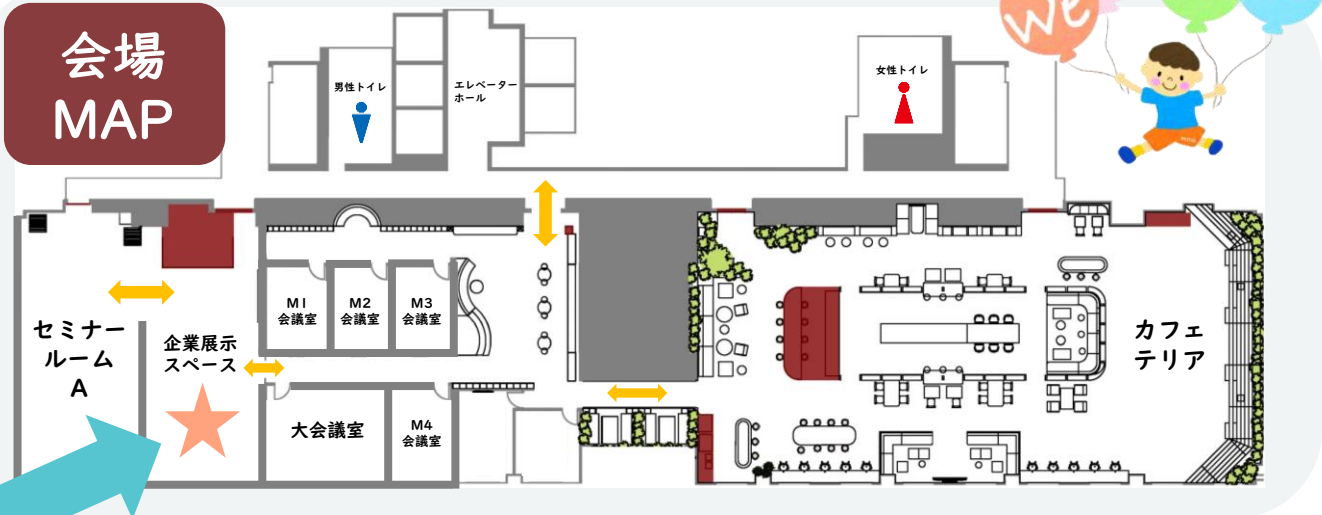 会場
MAP
We
男性トイレ
エレベーター
ホール
女性トイレ
M1
会議室
M2
会議室
M3
会議室
セミナー
ルーム
A
企業展示
スペース
大会議室
M4
会議室
カフェ
テリア